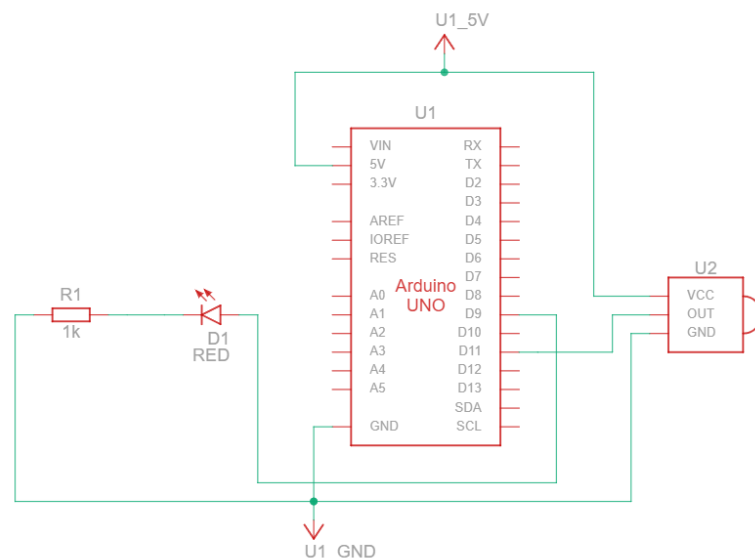 U1_5V
U1
VIN
5V
3.3V
AREF
IOREF
RES
A0
A1
A2
A3
A4
A5
GND
Arduino
UNO
RX
TX
D2
D3
D4
D5
D6
D7
D8
D9
D10
D11
D12
D13
SDA
SCL
U2
VCC
OUT
GND
R1
1k
D1
RED
U1_GND